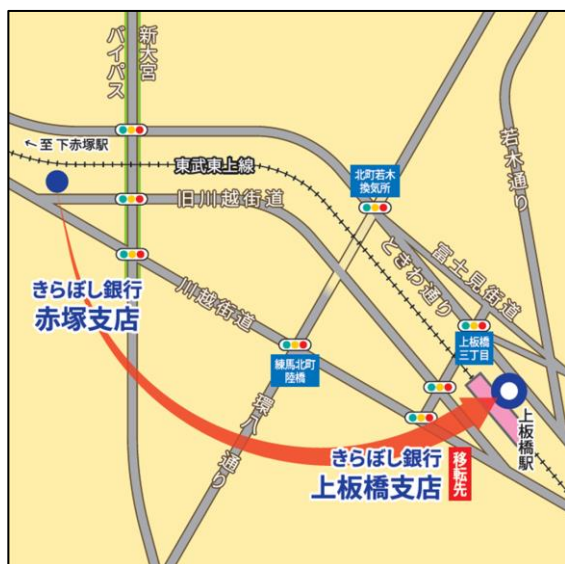 新大宮
バイパス
← 至 下赤塚駅
東武東上線
北町若木
換気所
若木通り
旧川越街道
ときわ通り
富士見街道
きらぼし銀行
赤塚支店
川越街道
上板橋
三丁目
練馬北町
陸橋
環八通り
上板橋駅
きらぼし銀行
上板橋支店
移転先